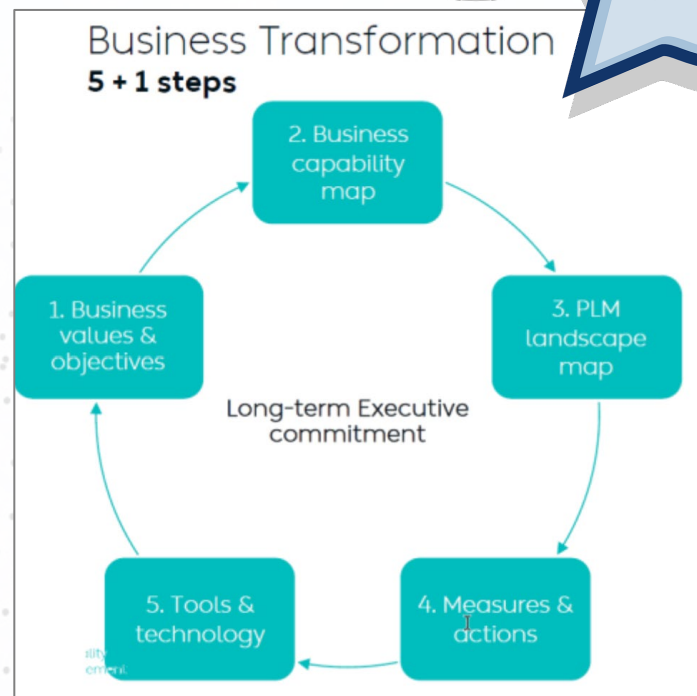 Business Transformation
5 + 1 steps
2. Business
capability
map
1. Business
values &
objectives
3. PLM
landscape
map
Long-term Executive
commitment
5. Tools &
technology
4. Measures &
actions